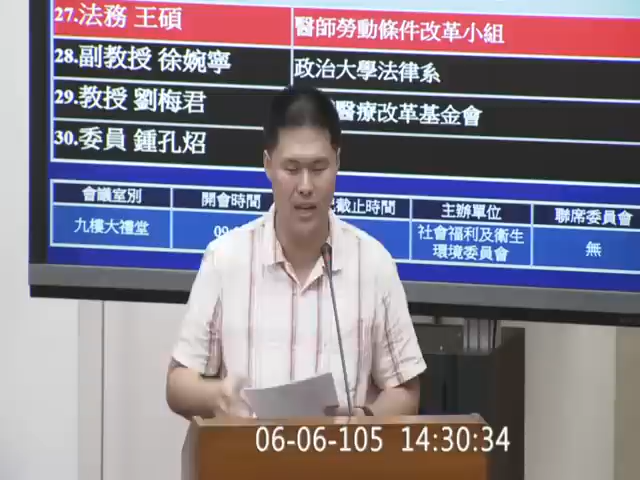 27.法務 王碩 醫師勞動條件改革小組
28.副教授 徐婉寧 政治大學法律系
29.教授 劉梅君 醫療改革基金會
30.委員 鍾孔炤
會議室別 開會時間 截止時間 主辦單位 聯席委員會
九樓大禮堂 09: 社會福利及衛生 無
環境委員會
06-06-105 14:30:34